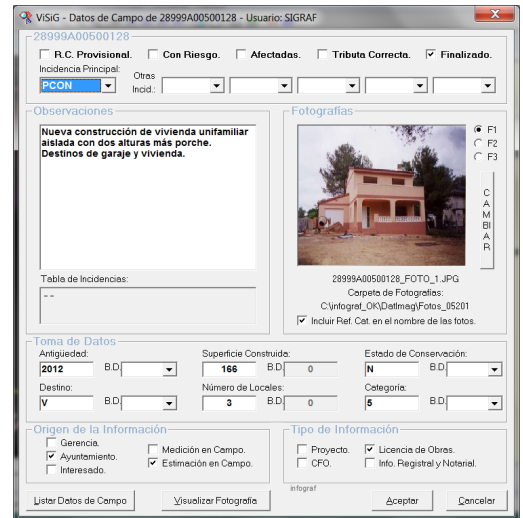 ViSiG - Datos de Campo de 28999A00500128 - Usuario: SIGRAF
28999A00500128
R.C. Provisional. Con Riesgo. Afectadas. Tributa Correcta. Finalizado.
Incidencia Principal: Otras Incid.:
PCON
Observaciones
Nueva construcción de vivienda unifamiliar
aislada con dos alturas más porche.
Destinos de garaje y vivienda.
Tabla de Incidencias:
--
Fotografías
F1
F2
F3
CAMBIAR
28999A00500128_FOTO_1.JPG
Carpeta de Fotografias:
C:\infograf_OK\DatImag\Fotos_05201
Incluir Ref. Cat. en el nombre de las fotos.
Toma de Datos
Antigüedad: Superficie Construida: Estado de Conservación:
2012 B.D. 166 B.D. 0 N B.D.
Destino: Número de Locales: Categoría:
V B.D. 3 B.D. 0 5 B.D.
Origen de la Información
Gerencia.
Ayuntamiento.
Interesado.
Medición en Campo.
Estimación en Campo.
Tipo de Información
Proyecto. Licencia de Obras.
CFO. Info. Registral y Notarial.
infograf
Listar Datos de Campo Visualizar Fotografía Aceptar Cancelar